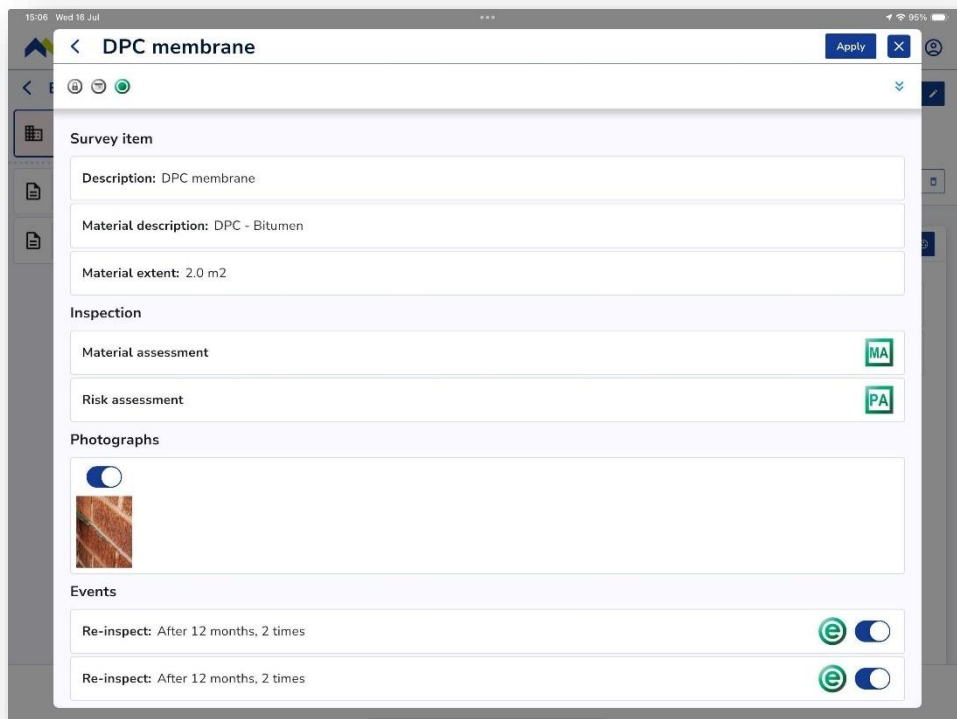 15:06 Wed 16 Jul
95%
DPC membrane
Apply
Survey item
Description: DPC membrane
Material description: DPC - Bitumen
Material extent: 2.0 m2
Inspection
Material assessment
MA
Risk assessment
PA
Photographs
Events
Re-inspect: After 12 months, 2 times
e
Re-inspect: After 12 months, 2 times
e